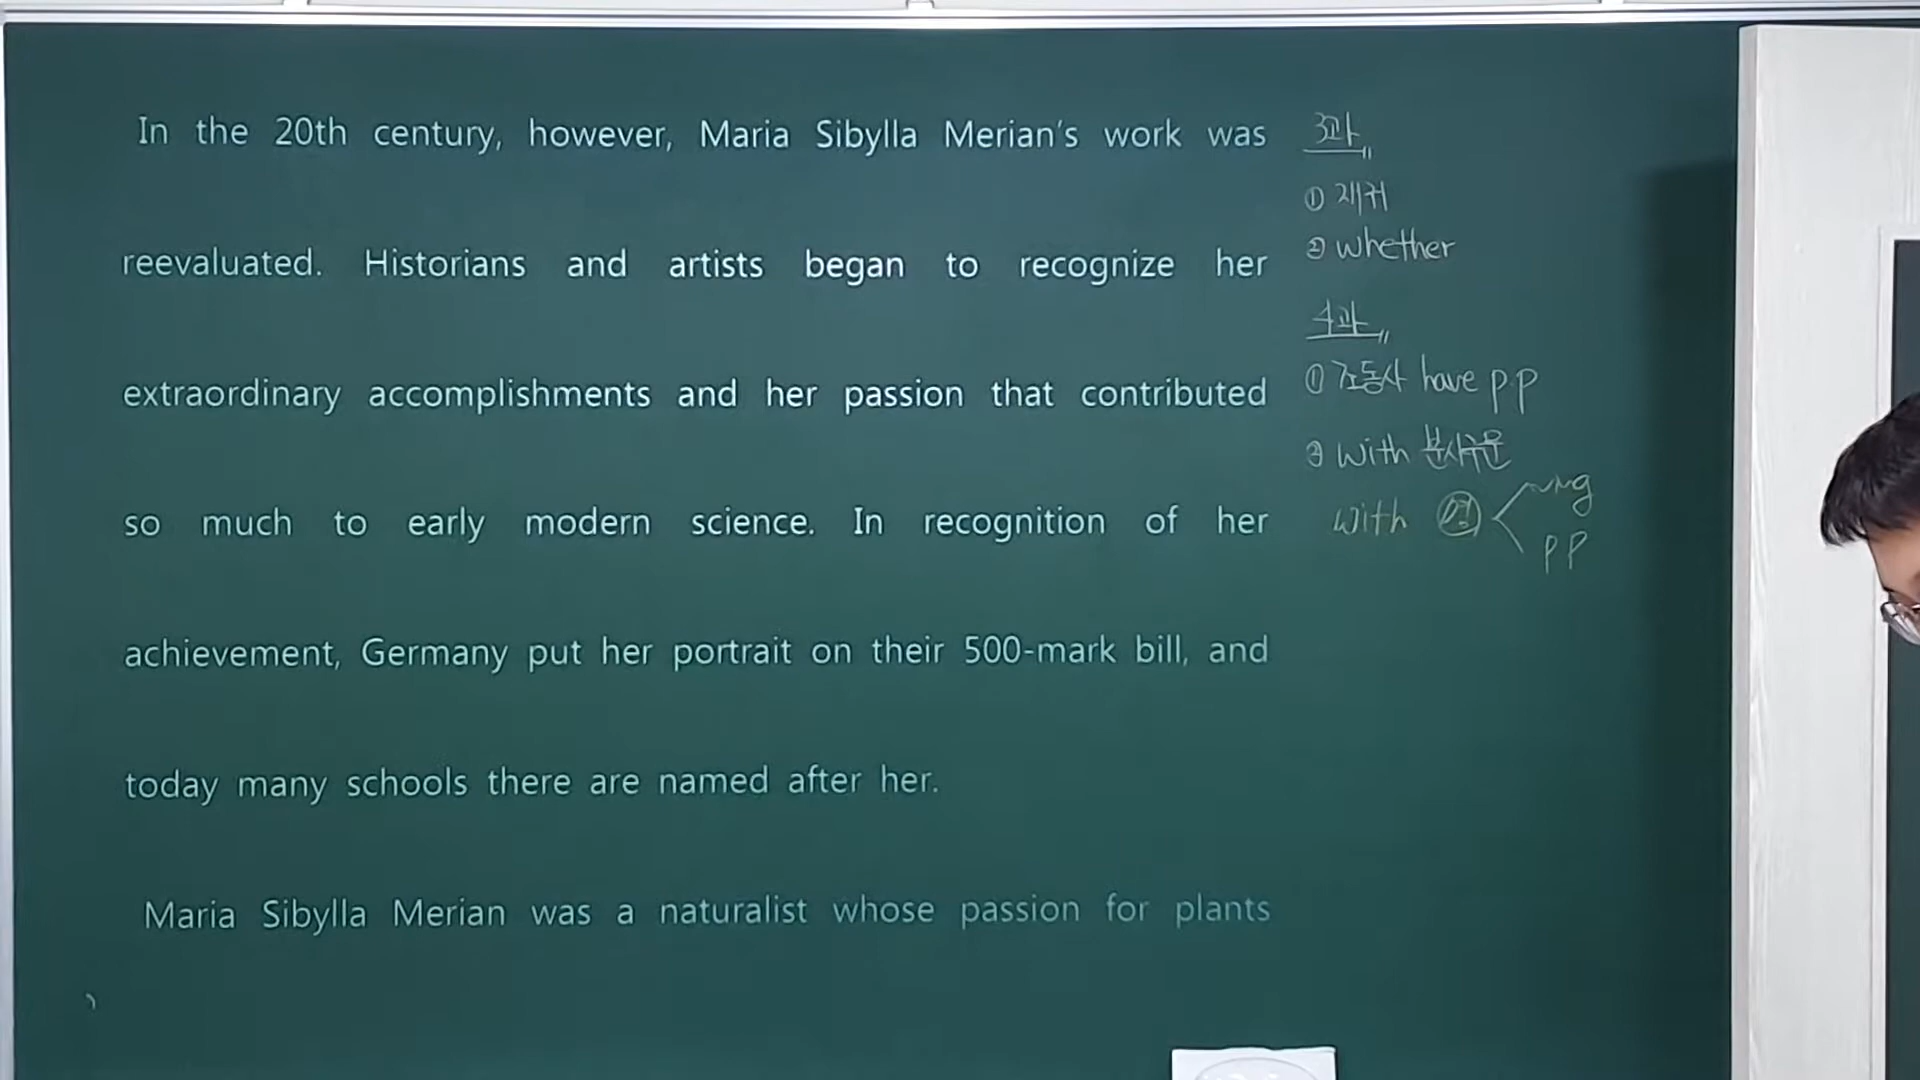 In the 20th century, however, Maria Sibylla Merian's work was
reevaluated. Historians and artists began to recognize her
extraordinary accomplishments and her passion that contributed
so much to early modern science. In recognition of her
achievement, Germany put her portrait on their 500-mark bill, and
today many schools there are named after her.
Maria Sibylla Merian was a naturalist whose passion for plants
3과
① 재귀
② whether
4과
① 조동사 have p.p
② with 분사구문
with 명 ing
pp